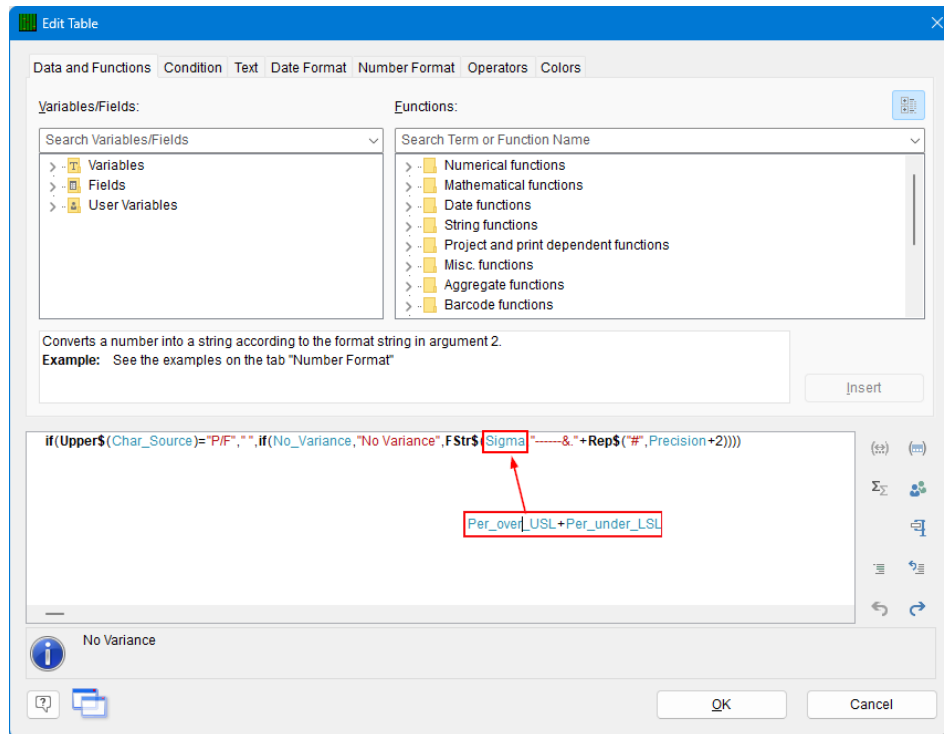 Edit Table
Data and Functions Condition Text Date Format Number Format Operators Colors
Variables/Fields: Functions:
Search Variables/Fields Search Term or Function Name
Variables
Fields
User Variables
Numerical functions
Mathematical functions
Date functions
String functions
Project and print dependent functions
Misc. functions
Aggregate functions
Barcode functions
Converts a number into a string according to the format string in argument 2.
Example: See the examples on the tab "Number Format"
Insert
if(Upper$(Char_Source)="P/F"," ",if(No_Variance,"No Variance",FStr$(Sigma,"------&."+Rep$("#",Precision+2))))
Per_over_USL+Per_under_LSL
No Variance
OK Cancel